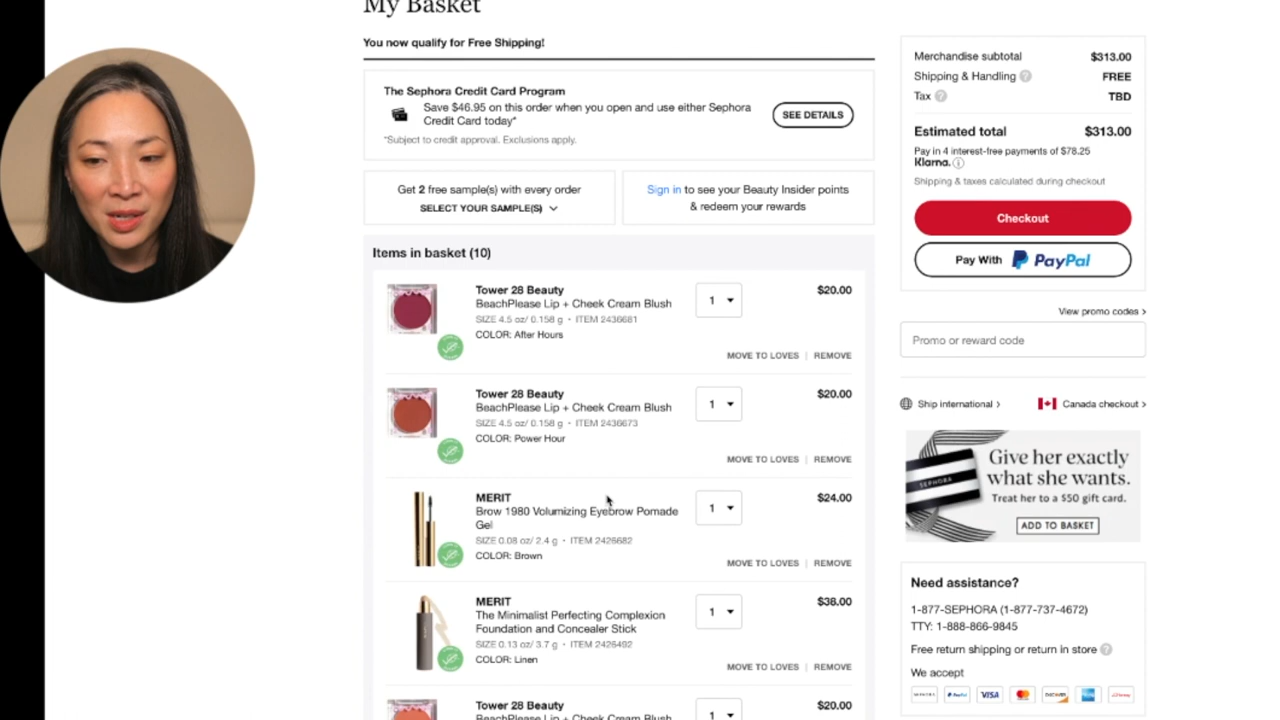 My Basket
You now qualify for Free Shipping!
The Sephora Credit Card Program
Save $46.95 on this order when you open and use either Sephora
Credit Card today*
*Subject to credit approval. Exclusions apply.
SEE DETAILS
Get 2 free sample(s) with every order
SELECT YOUR SAMPLE(S)
Sign in to see your Beauty Insider points
& redeem your rewards
Items in basket (10)
Tower 28 Beauty
BeachPlease Lip + Cheek Cream Blush
SIZE 4.5 oz/ 0.158 g • ITEM 2436681
COLOR: After Hours
1
$20.00
MOVE TO LOVES | REMOVE
Tower 28 Beauty
BeachPlease Lip + Cheek Cream Blush
SIZE 4.5 oz/ 0.158 g • ITEM 2436673
COLOR: Power Hour
1
$20.00
MOVE TO LOVES | REMOVE
MERIT
Brow 1980 Volumizing Eyebrow Pomade
Gel
SIZE 0.08 oz/ 2.4 g • ITEM 2426682
COLOR: Brown
1
$24.00
MOVE TO LOVES | REMOVE
MERIT
The Minimalist Perfecting Complexion
Foundation and Concealer Stick
SIZE 0.13 oz/ 3.7 g • ITEM 2426492
COLOR: Linen
1
$38.00
MOVE TO LOVES | REMOVE
Tower 28 Beauty
BeachPlease Lip + Cheek Cream Blush
1
$20.00
Merchandise subtotal $313.00
Shipping & Handling ? FREE
Tax ? TBD
Estimated total $313.00
Pay in 4 interest-free payments of $78.25
Klarna. i
Shipping & taxes calculated during checkout
Checkout
Pay With PayPal
View promo codes >
Promo or reward code
Ship international >
Canada checkout >
SEPHORA
Give her exactly
what she wants.
Treat her to a $50 gift card.
ADD TO BASKET
Need assistance?
1-877-SEPHORA (1-877-737-4672)
TTY: 1-888-866-9845
Free return shipping or return in store ?
We accept
SEPHORA PayPal VISA DISCOVER